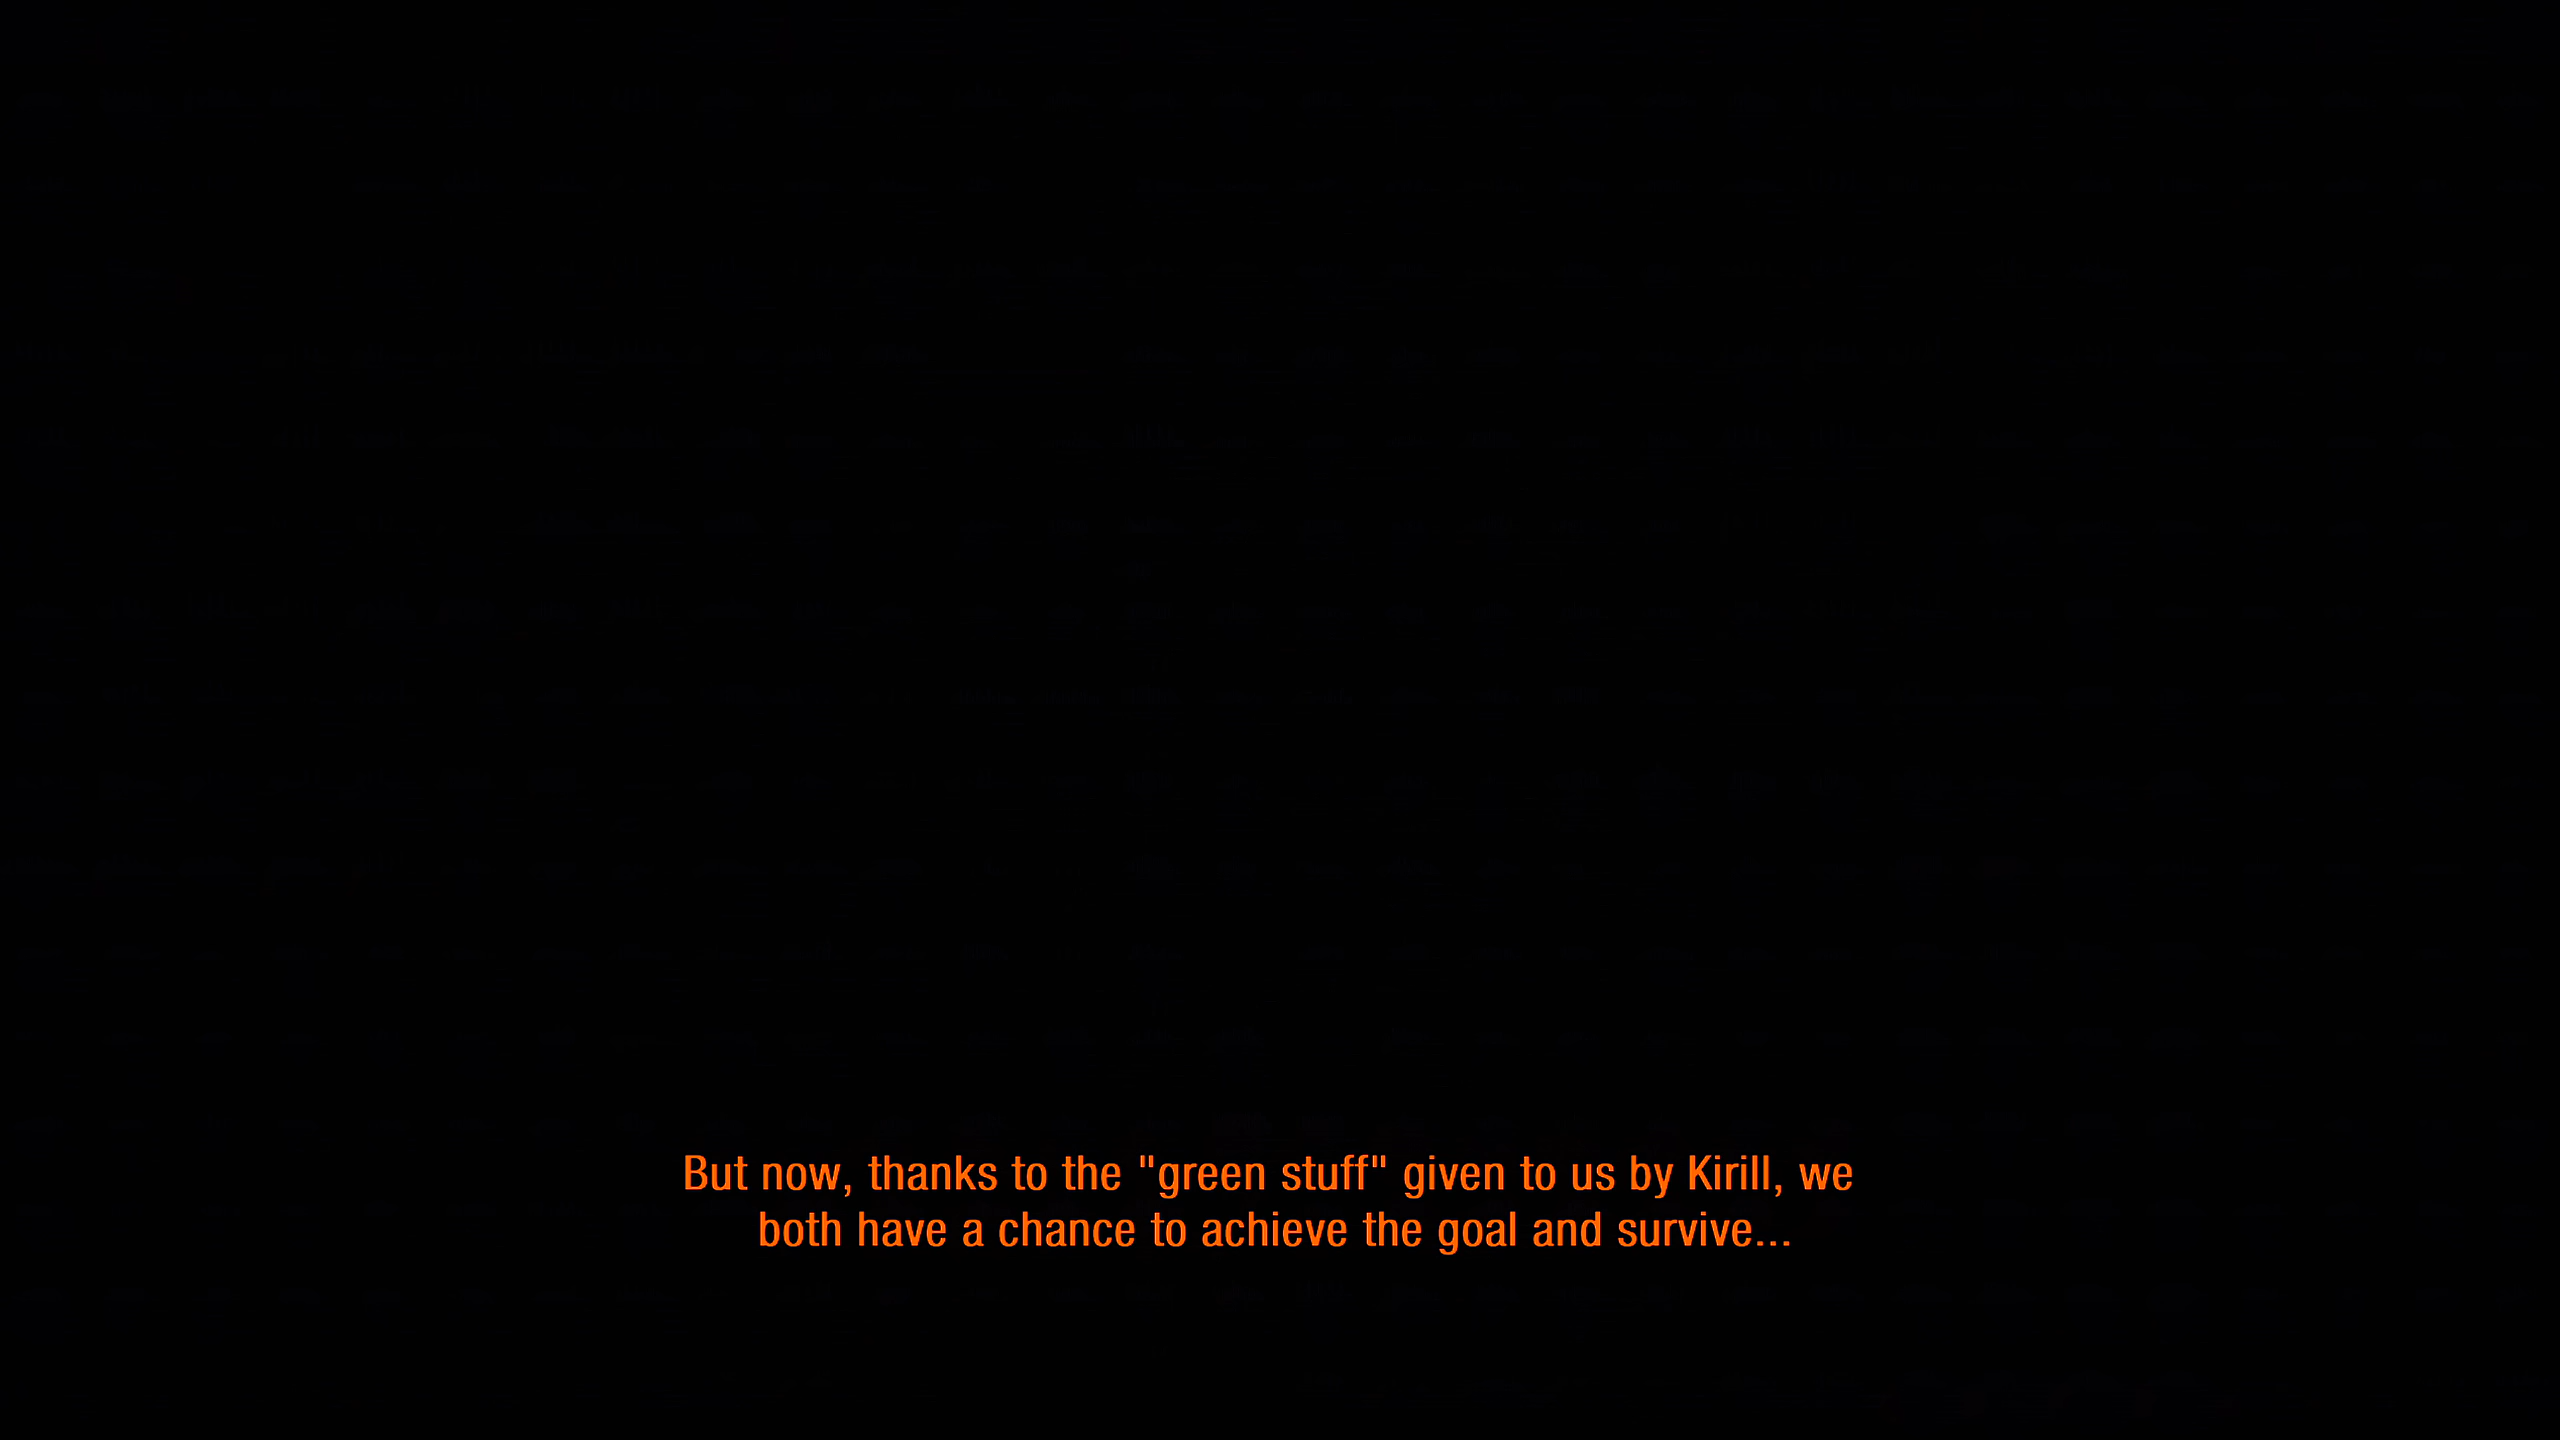 But now, thanks to the "green stuff" given to us by Kirill, we
both have a chance to achieve the goal and survive...